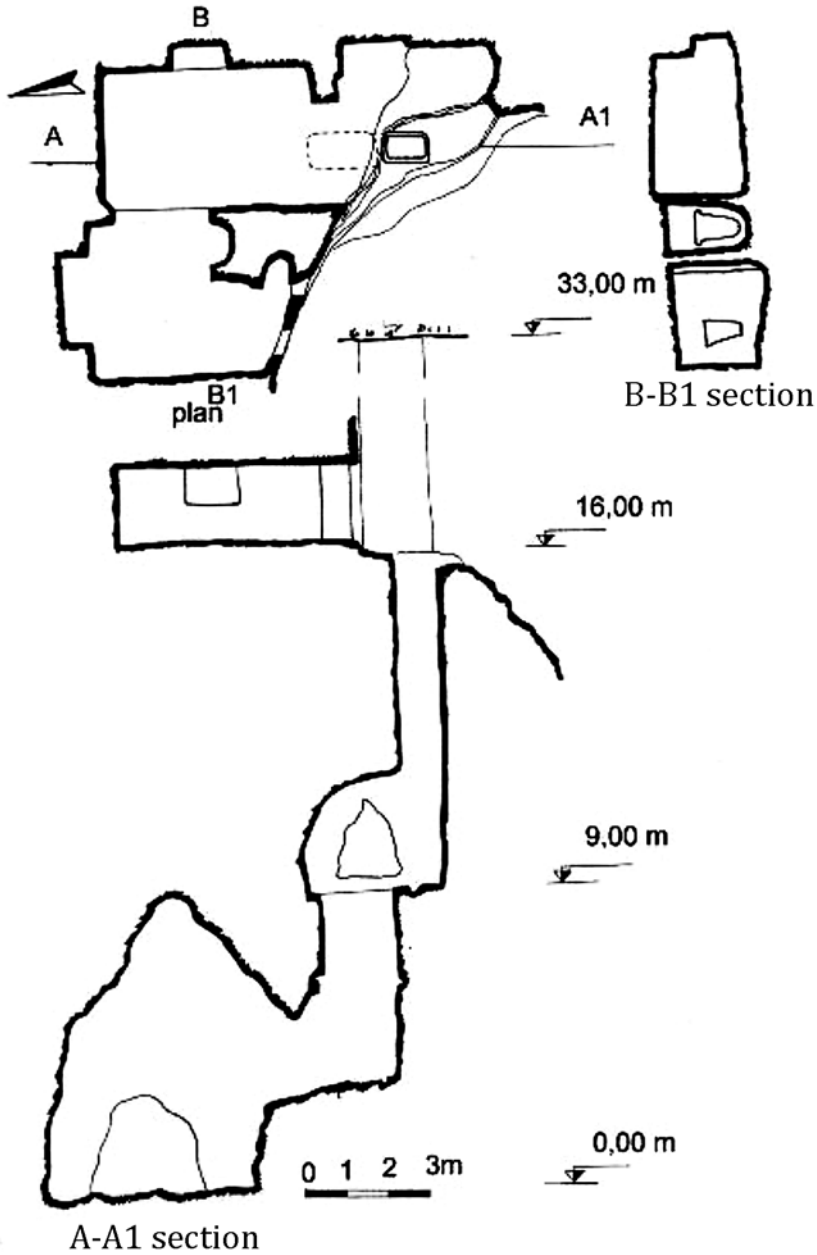 B
A
A1
33,00 m
B1
plan
B-B1 section
16,00 m
9,00 m
0,00 m
0 1 2 3m
A-A1 section